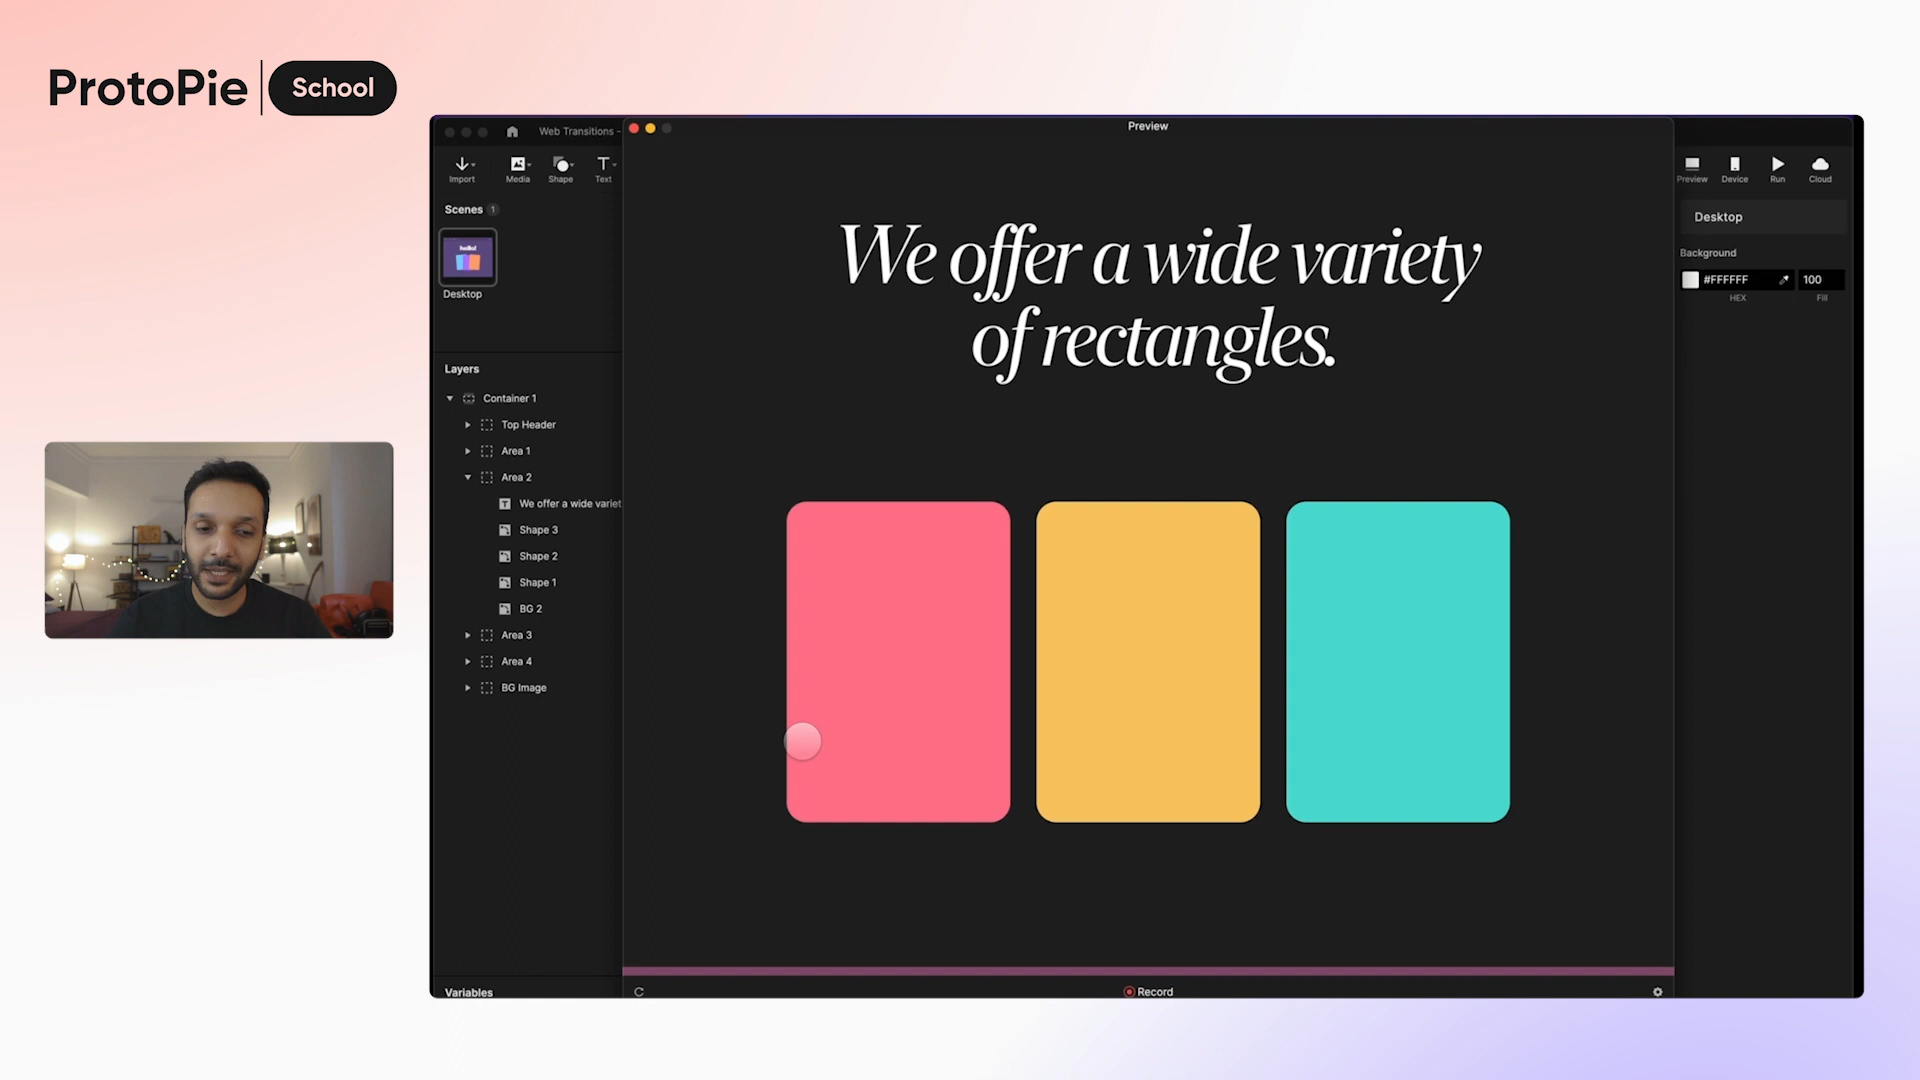 ProtoPie School
Web Transitions -
Preview
Import
Media
Shape
Text
Preview
Device
Run
Cloud
Scenes 1
hello!
Desktop
Desktop
Background
#FFFFFF
100
HEX
Fill
We offer a wide variety
of rectangles.
Layers
Container 1
Top Header
Area 1
Area 2
We offer a wide variet
Shape 3
Shape 2
Shape 1
BG 2
Area 3
Area 4
BG Image
Variables
Record